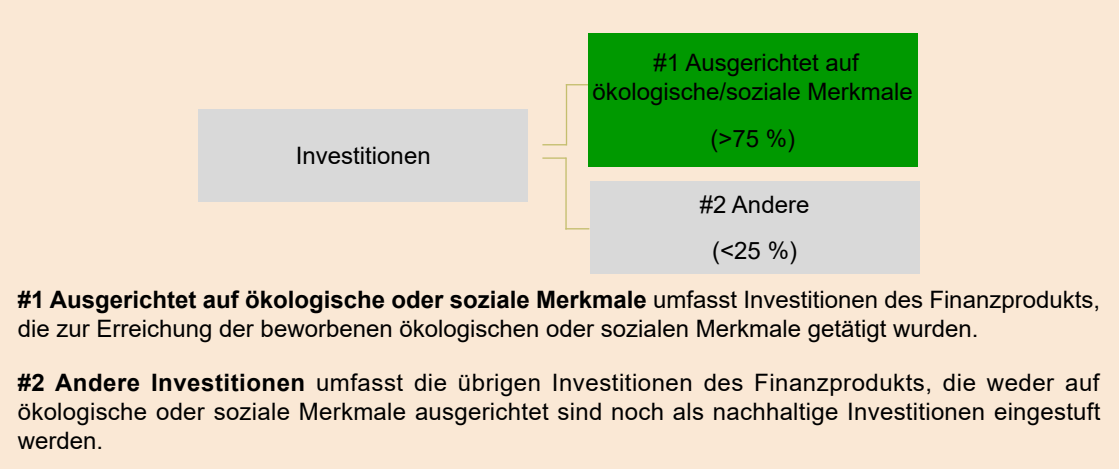 #1 Ausgerichtet auf
ökologische/soziale Merkmale
(>75 %)
Investitionen
#2 Andere
(<25 %)
#1 Ausgerichtet auf ökologische oder soziale Merkmale umfasst Investitionen des Finanzprodukts,
die zur Erreichung der beworbenen ökologischen oder sozialen Merkmale getätigt wurden.
#2 Andere Investitionen umfasst die übrigen Investitionen des Finanzprodukts, die weder auf
ökologische oder soziale Merkmale ausgerichtet sind noch als nachhaltige Investitionen eingestuft
werden.